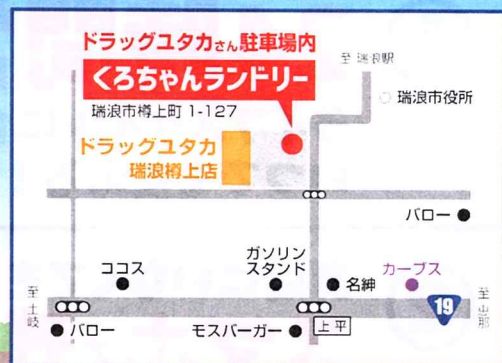 ドラッグユタカさん駐車場内
くろちゃんランドリー
瑞浪市樽上町 1-127
至 瑞浪駅
瑞浪市役所
ドラッグユタカ
瑞浪樽上店
バロー
ココス
ガソリン
スタンド
名紳
カーブス
至 土岐
19
至 恵那
バロー
モスバーガー
上平